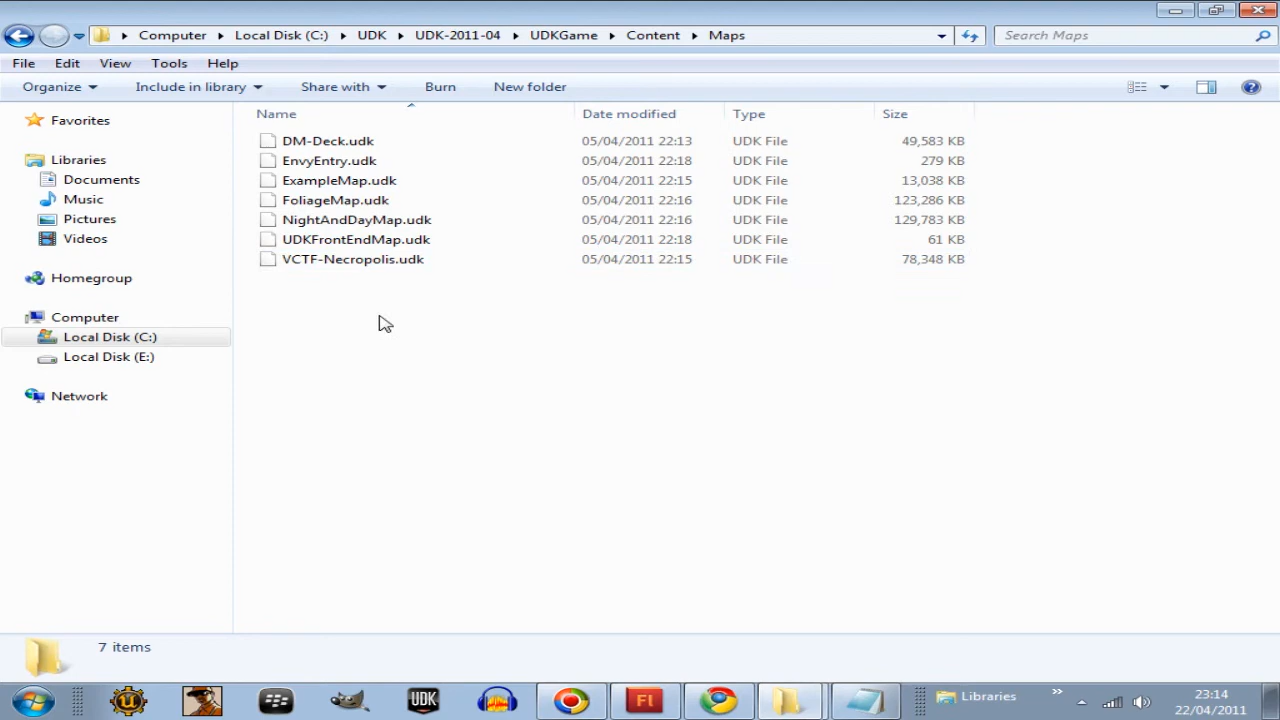 Computer Local Disk (C:) UDK UDK-2011-04 UDKGame Content Maps Search Maps
File Edit View Tools Help
Organize Include in library Share with Burn New folder
Name Date modified Type Size
Favorites
Libraries
Documents
Music
Pictures
Videos
Homegroup
Computer
Local Disk (C:)
Local Disk (E:)
Network
DM-Deck.udk 05/04/2011 22:13 UDK File 49,583 KB
EnvyEntry.udk 05/04/2011 22:18 UDK File 279 KB
ExampleMap.udk 05/04/2011 22:15 UDK File 13,038 KB
FoliageMap.udk 05/04/2011 22:16 UDK File 123,286 KB
NightAndDayMap.udk 05/04/2011 22:16 UDK File 129,783 KB
UDKFrontEndMap.udk 05/04/2011 22:18 UDK File 61 KB
VCTF-Necropolis.udk 05/04/2011 22:15 UDK File 78,348 KB
7 items
UDK Fl Libraries 23:14
22/04/2011